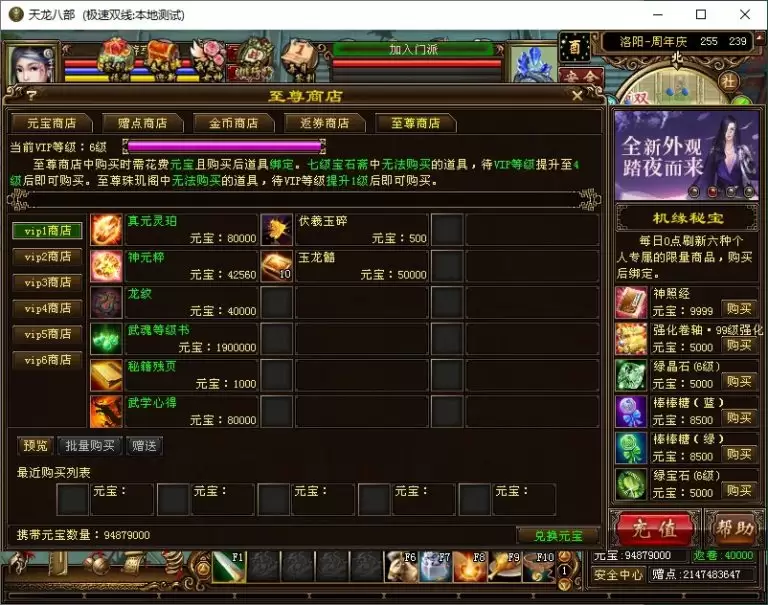 天龙八部 (极速双线:本地测试)
加入门派
洛阳-周年庆 255 239
北
安全
?
至尊商店
元宝商店 赠点商店 金币商店 返券商店 至尊商店
当前VIP等级：6级
至尊商店中购买时需花费元宝且购买后道具绑定。七级宝石斋中无法购买的道具，待VIP等级提升至4
级后即可购买。至尊珠玑阁中无法购买的道具，待VIP等级提升1级后即可购买。
vip1商店
vip2商店
vip3商店
vip4商店
vip5商店
vip6商店
真元灵珀
元宝：80000
伏羲玉碎
元宝：500
神元粹
元宝：42560
10
玉龙髓
元宝：50000
龙纹
元宝：40000
武魂等级书
元宝：1900000
秘籍残页
元宝：1000
武学心得
元宝：80000
预览 批量购买 赠送
最近购买列表
元宝： 元宝： 元宝： 元宝： 元宝：
携带元宝数量：94879000
兑换元宝
全新外观
踏夜而来
机缘秘宝
每日0点刷新六种个
人专属的限量商品，购买
后绑定。
神照经
元宝：9999 购买
强化卷轴·99级强化
元宝：5000 购买
绿晶石(6级)
元宝：5000 购买
棒棒糖(蓝)
元宝：8500 购买
棒棒糖(绿)
元宝：8500 购买
绿宝石(6级)
元宝：5000 购买
充值 帮助
F1 F6 F7 F8 F9 F10
1
元宝:94879000 返卷:40000
安全中心 赠点:2147483647